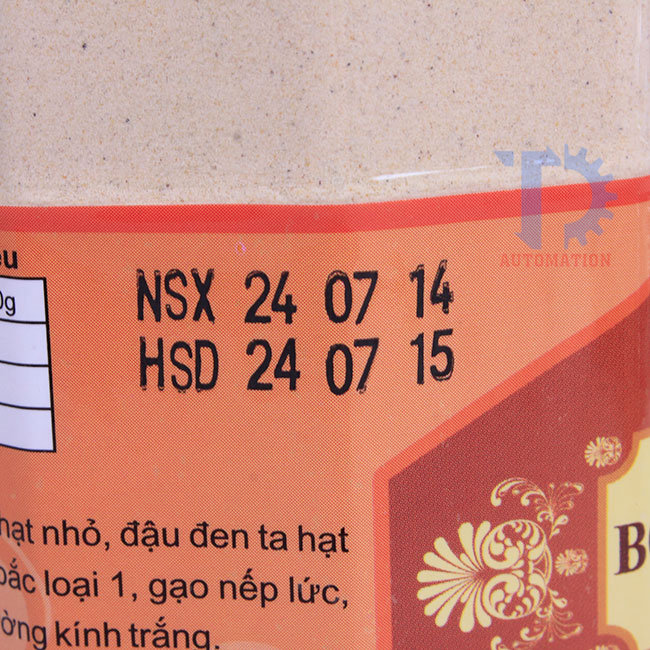 AUTOMATION
NSX 24 07 14
HSD 24 07 15
hạt nhỏ, đậu đen ta hạt
loại 1, gạo nếp lức,
kính trắng.